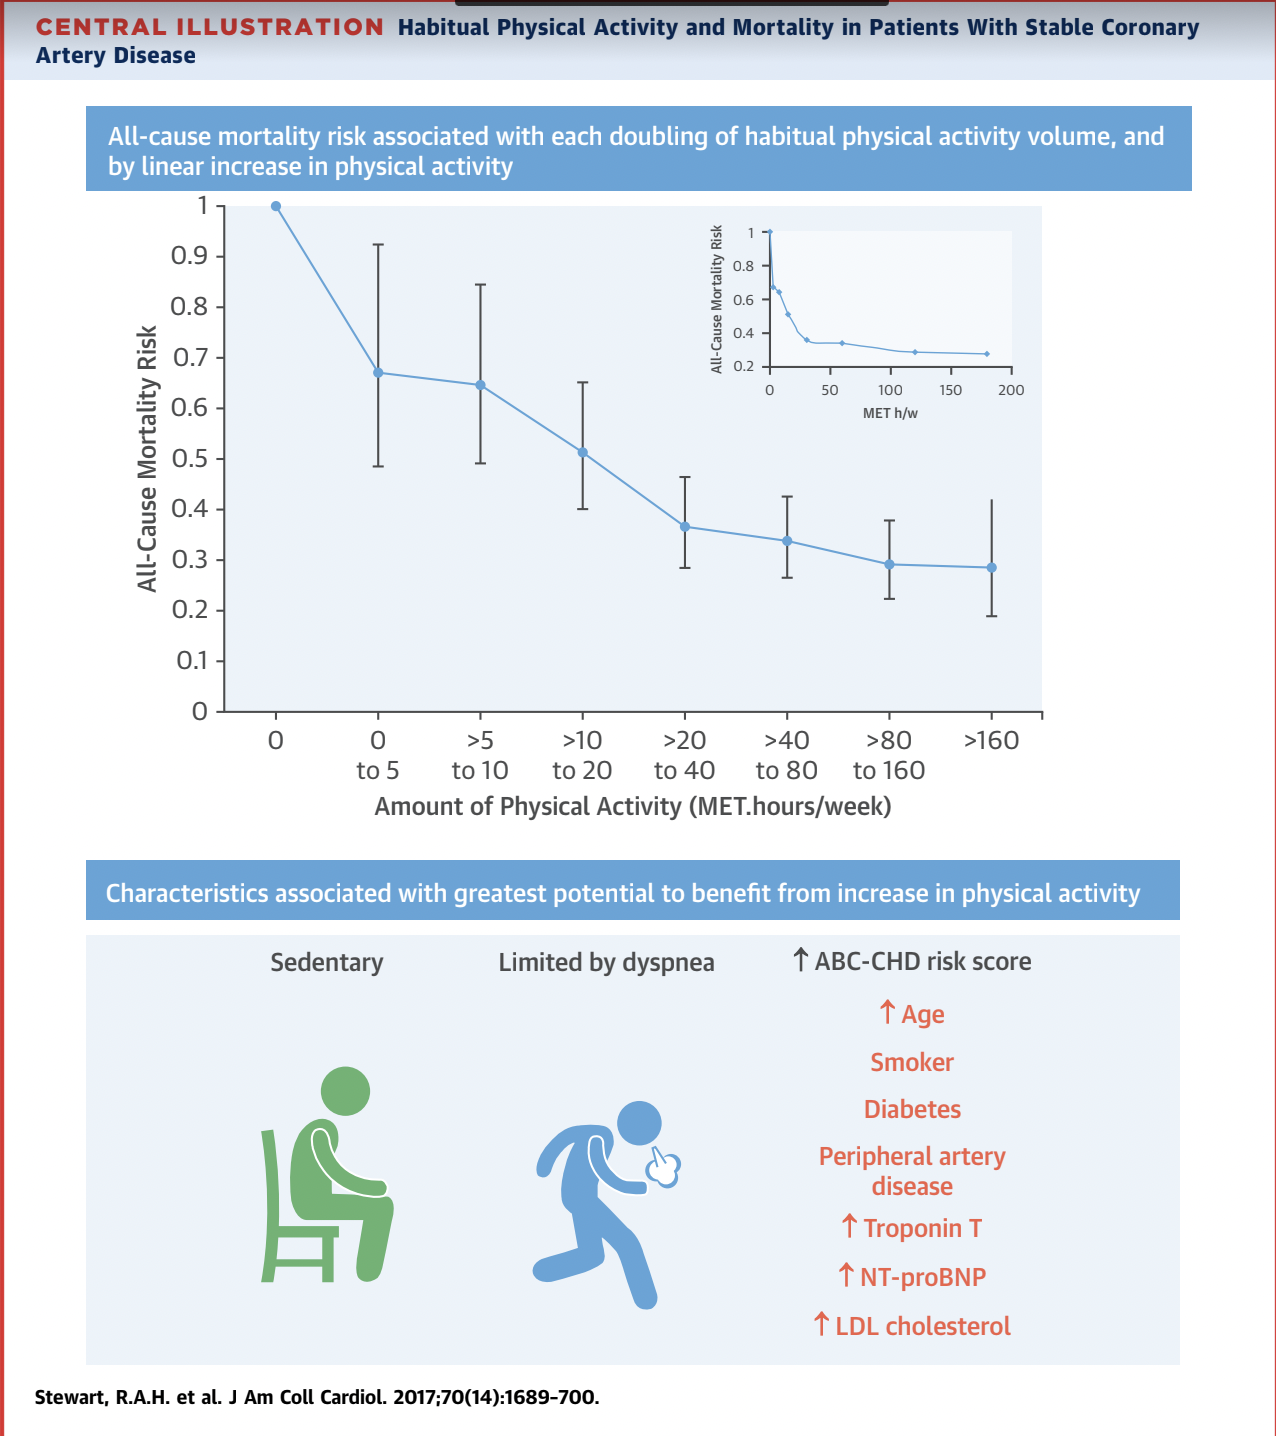 CENTRAL ILLUSTRATION Habitual Physical Activity and Mortality in Patients With Stable Coronary
Artery Disease
All-cause mortality risk associated with each doubling of habitual physical activity volume, and
by linear increase in physical activity
All-Cause Mortality Risk
1
0.9
0.8
0.7
0.6
0.5
0.4
0.3
0.2
0.1
0
0
0
to 5
>5
to 10
>10
to 20
>20
to 40
>40
to 80
>80
to 160
>160
Amount of Physical Activity (MET.hours/week)
All-Cause Mortality Risk
1
0.8
0.6
0.4
0.2
0 50 100 150 200
MET h/w
Characteristics associated with greatest potential to benefit from increase in physical activity
Sedentary
Limited by dyspnea
↑ ABC-CHD risk score
↑ Age
Smoker
Diabetes
Peripheral artery
disease
↑ Troponin T
↑ NT-proBNP
↑ LDL cholesterol
Stewart, R.A.H. et al. J Am Coll Cardiol. 2017;70(14):1689–700.